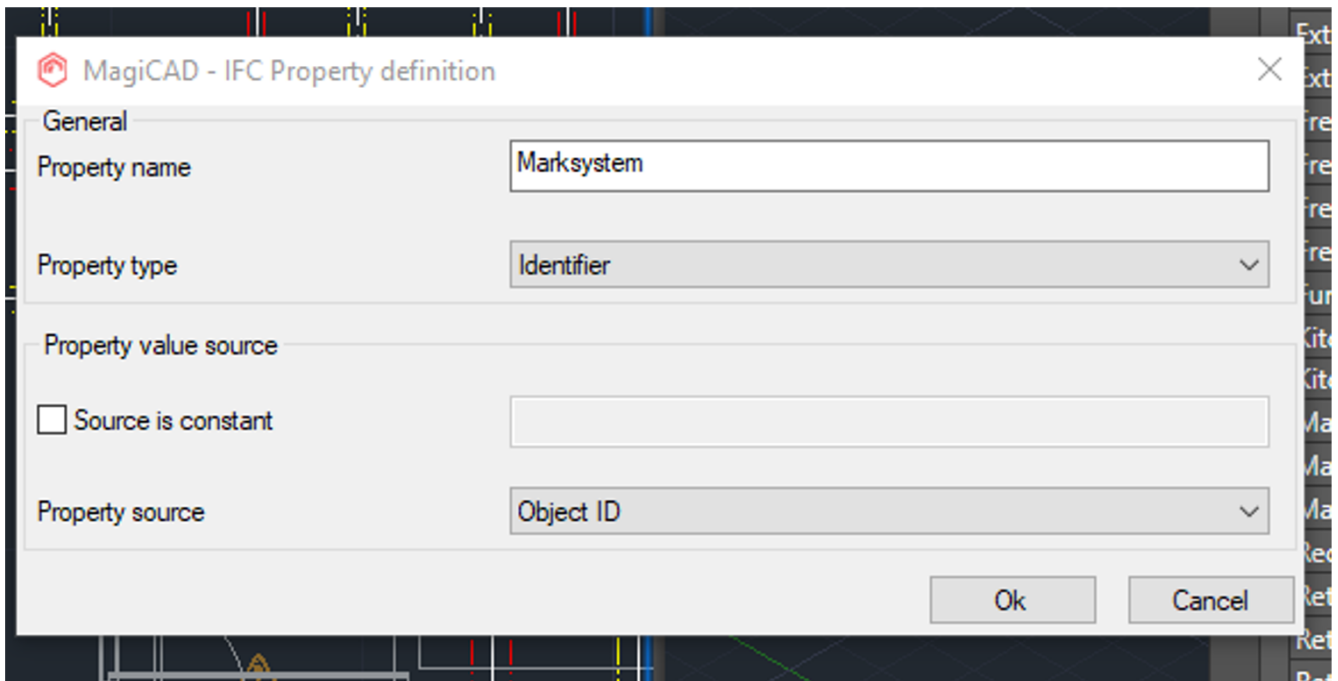 MagiCAD - IFC Property definition
General
Property name
Marksystem
Property type
Identifier
Property value source
Source is constant
Property source
Object ID
Ok
Cancel